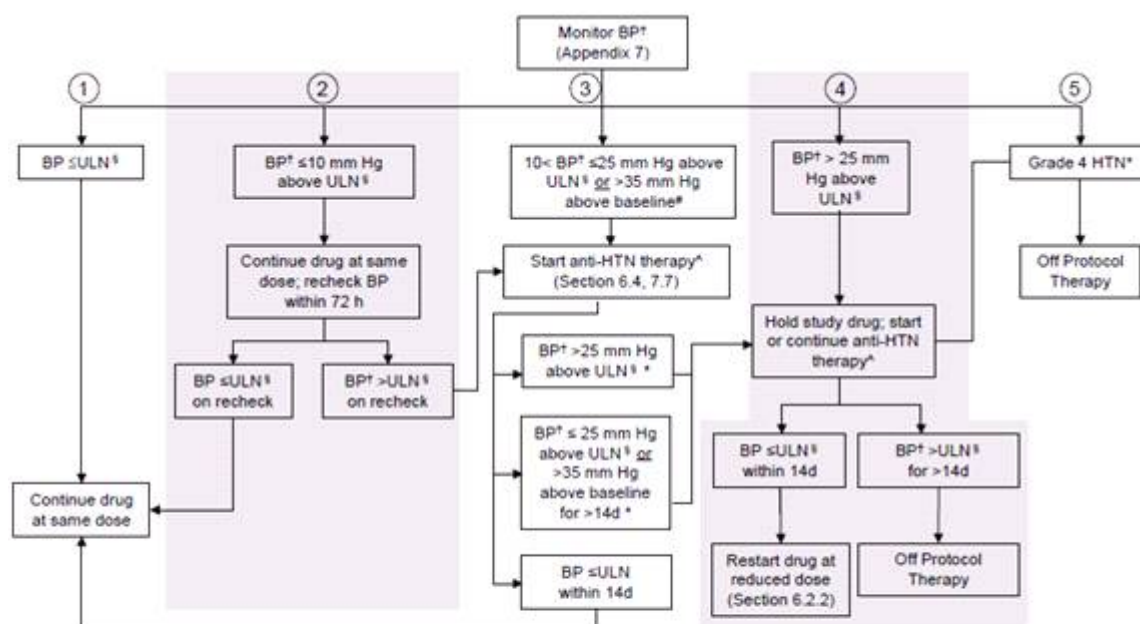 Monitor BP†
(Appendix 7)
1
2
3
4
5
BP ≤ULN§
BP† ≤10 mm Hg
above ULN§
10< BP† ≤25 mm Hg above
ULN§ or >35 mm Hg
above baseline#
BP† > 25 mm
Hg above
ULN§
Grade 4 HTN*
Continue drug at same
dose; recheck BP
within 72 h
Start anti-HTN therapy^
(Section 6.4, 7.7)
Off Protocol
Therapy
Hold study drug; start
or continue anti-HTN
therapy^
BP ≤ULN§
on recheck
BP† >ULN§
on recheck
BP† >25 mm Hg
above ULN§ *
BP† ≤ 25 mm Hg
above ULN§ or
>35 mm Hg
above baseline
for >14d *
BP ≤ULN§
within 14d
BP† >ULN§
for >14d
Continue drug
at same dose
BP ≤ULN
within 14d
Restart drug at
reduced dose
(Section 6.2.2)
Off Protocol
Therapy